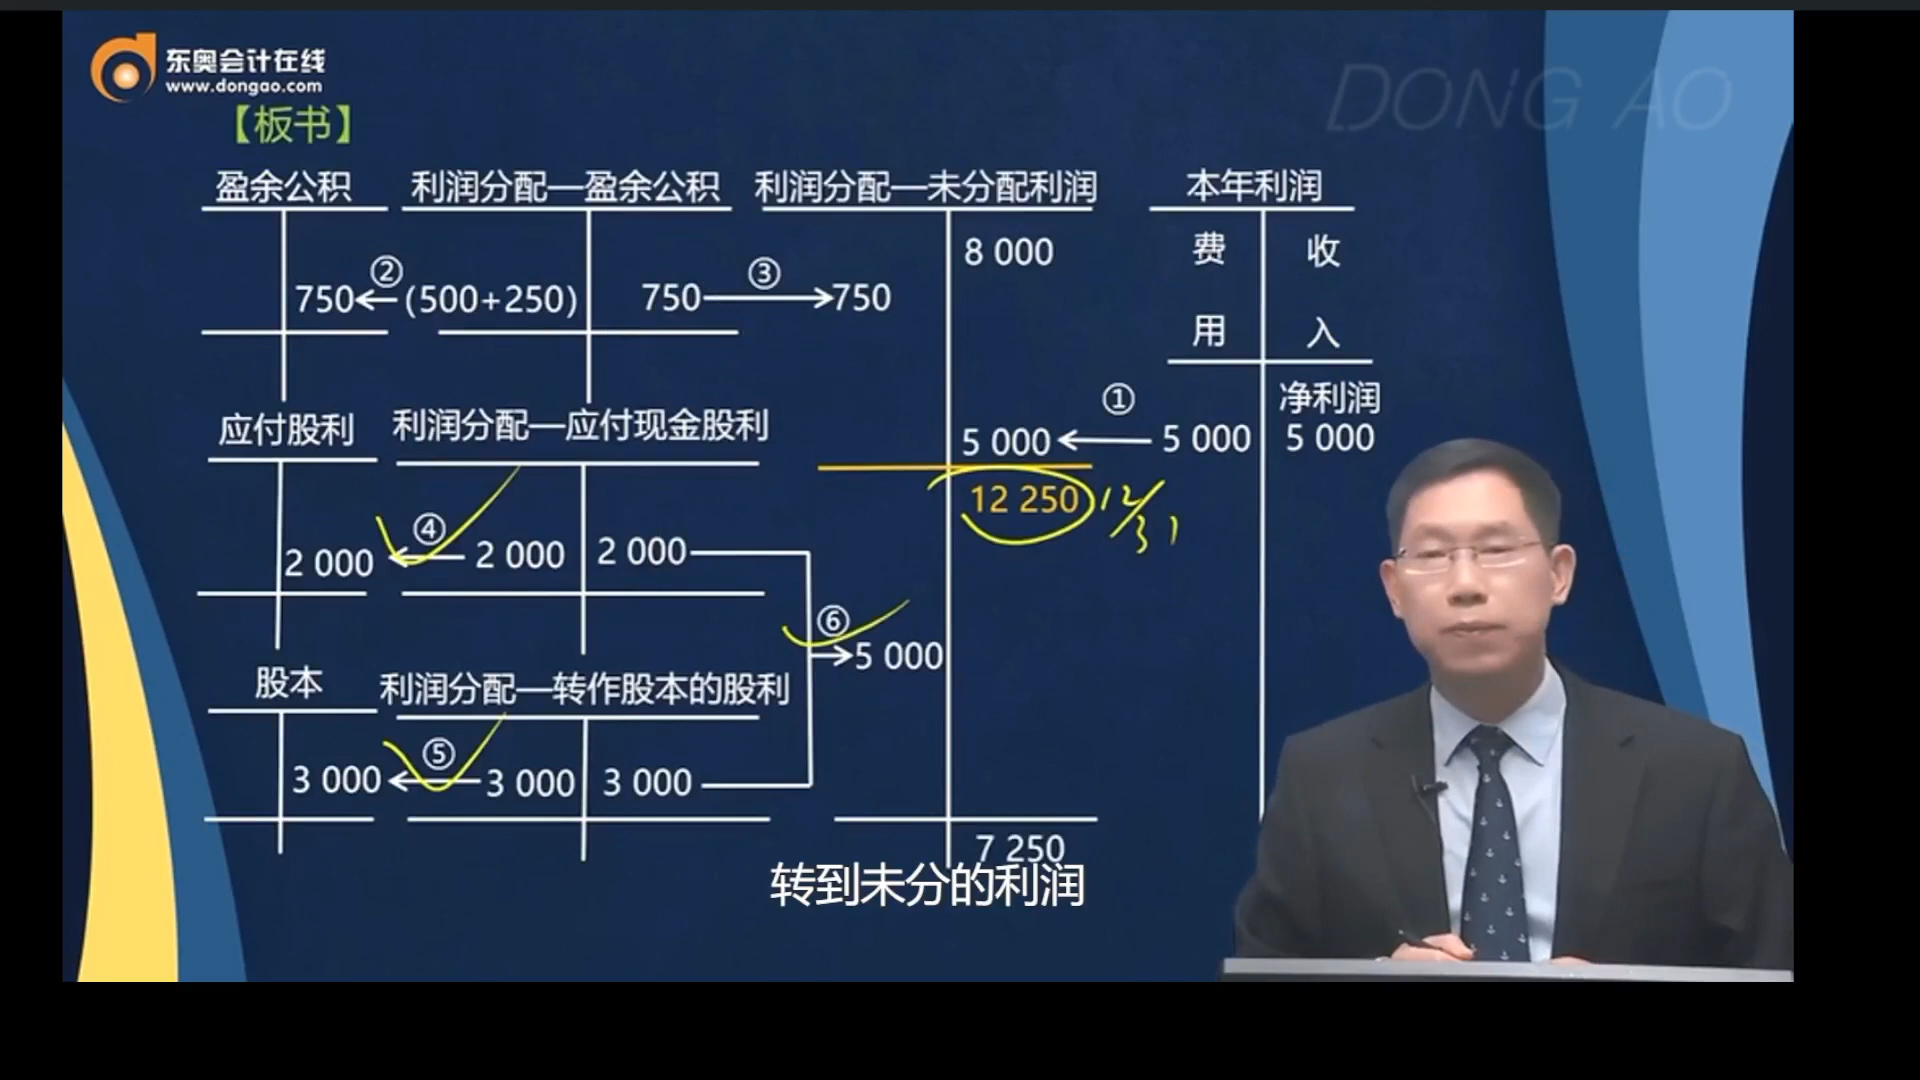 东奥会计在线
www.dongao.com
DONG AO
【板书】
盈余公积 利润分配—盈余公积 利润分配—未分配利润 本年利润
8 000 费 收
750 ② (500+250) 750 ③ 750
用 入
应付股利 利润分配—应付现金股利 ① 净利润
5 000 5 000 5 000
12 250 12/31
④
2 000 2 000 2 000
⑥
5 000
股本 利润分配—转作股本的股利
⑤
3 000 3 000 3 000
7 250
转到未分的利润